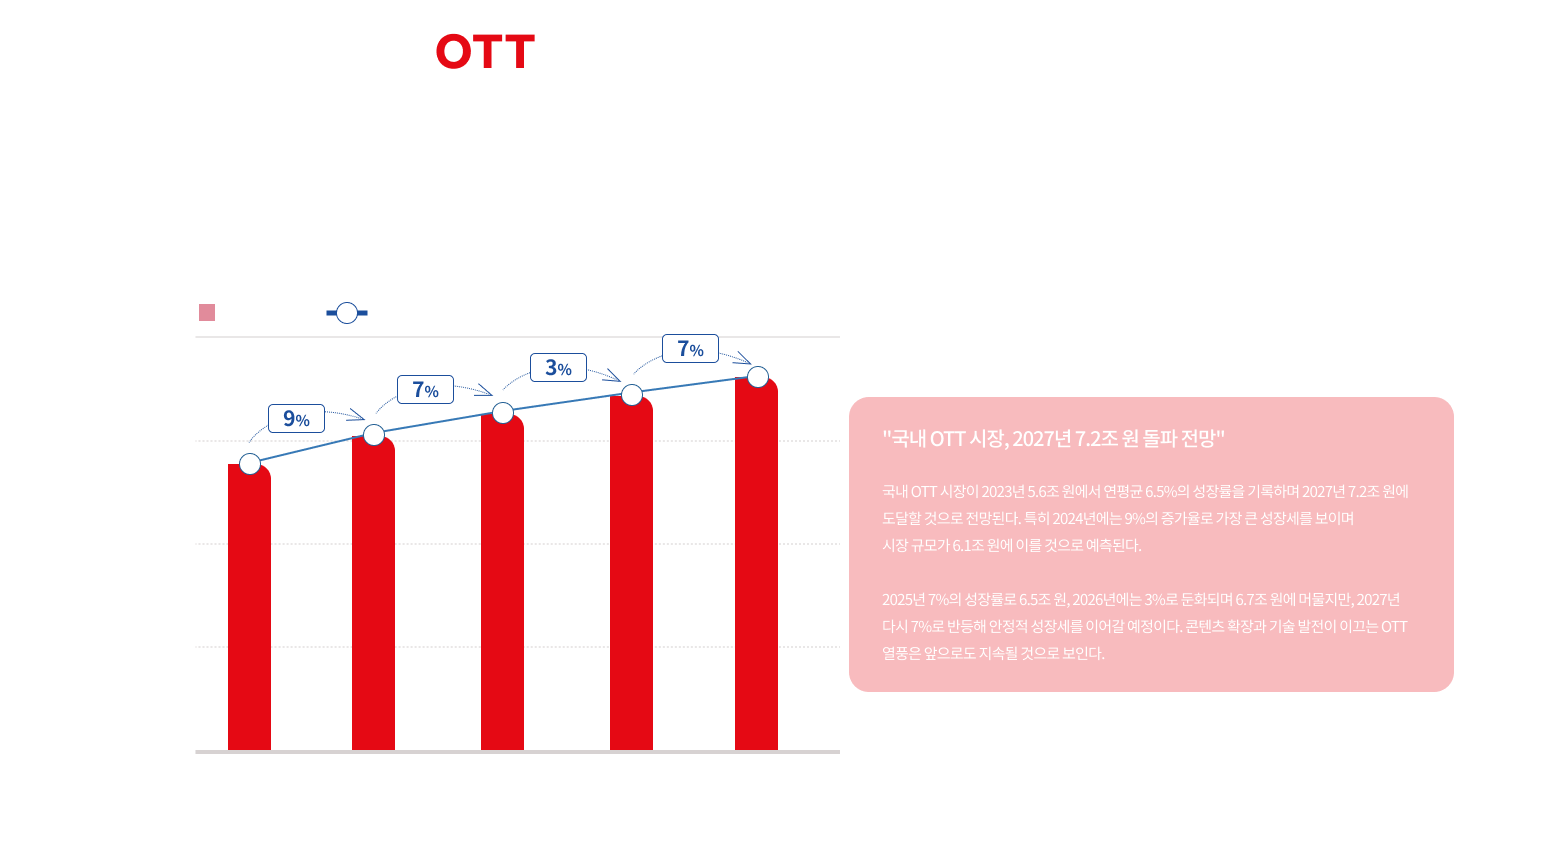 OTT
9%
7%
3%
7%
"국내 OTT 시장, 2027년 7.2조 원 돌파 전망"
국내 OTT 시장이 2023년 5.6조 원에서 연평균 6.5%의 성장률을 기록하며 2027년 7.2조 원에
도달할 것으로 전망된다. 특히 2024년에는 9%의 증가율로 가장 큰 성장세를 보이며
시장 규모가 6.1조 원에 이를 것으로 예측된다.
2025년 7%의 성장률로 6.5조 원, 2026년에는 3%로 둔화되며 6.7조 원에 머물지만, 2027년
다시 7%로 반등해 안정적 성장세를 이어갈 예정이다. 콘텐츠 확장과 기술 발전이 이끄는 OTT
열풍은 앞으로도 지속될 것으로 보인다.